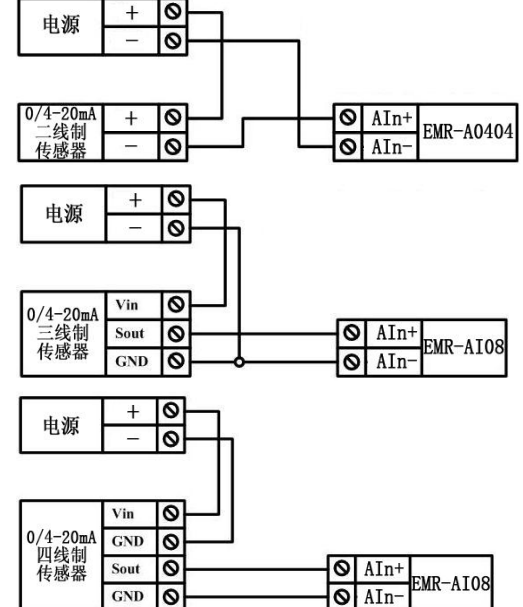 电源
+
−
0/4-20mA
二线制
传感器
+
−
AIn+
AIn-
EMR-A0404
电源
+
−
0/4-20mA
三线制
传感器
Vin
Sout
GND
AIn+
AIn-
EMR-AI08
电源
+
−
0/4-20mA
四线制
传感器
Vin
GND
Sout
GND
AIn+
AIn-
EMR-AI08